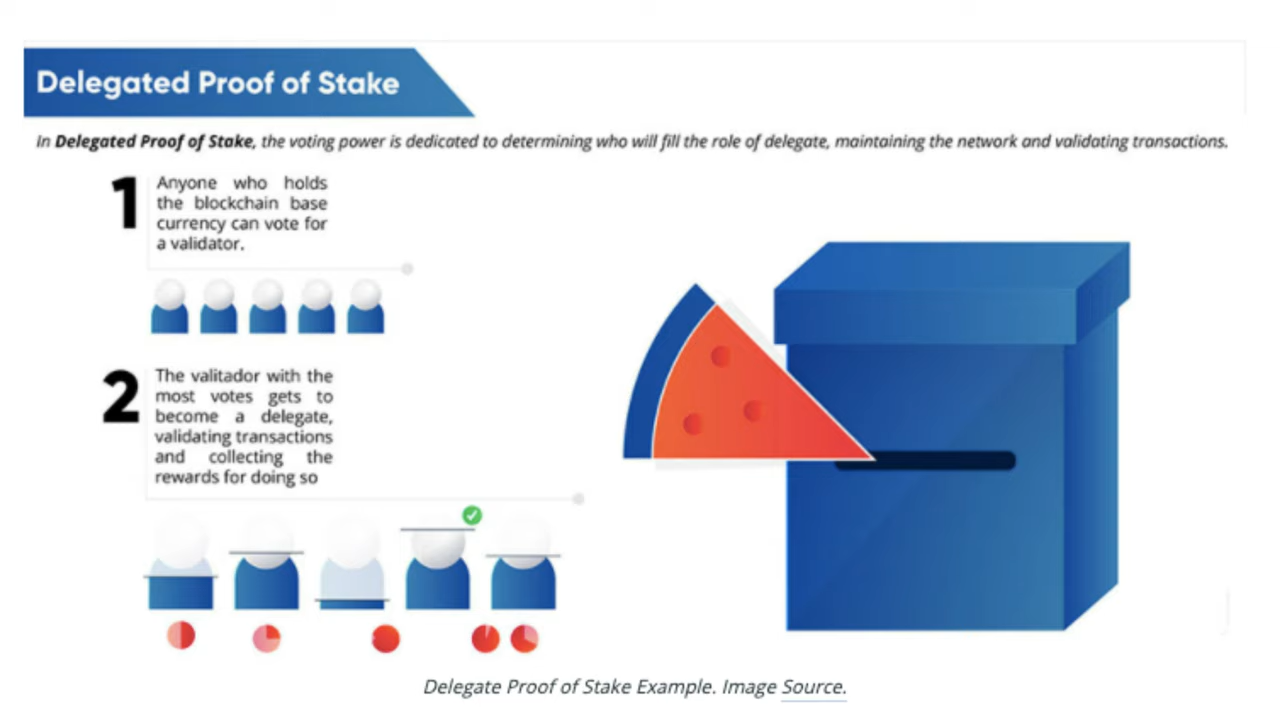 Delegated Proof of Stake
In Delegated Proof of Stake, the voting power is dedicated to determining who will fill the role of delegate, maintaining the network and validating transactions.
1
Anyone who holds
the blockchain base
currency can vote for
a validator.
2
The valitador with the
most votes gets to
become a delegate,
validating transactions
and collecting the
rewards for doing so
Delegate Proof of Stake Example. Image Source.